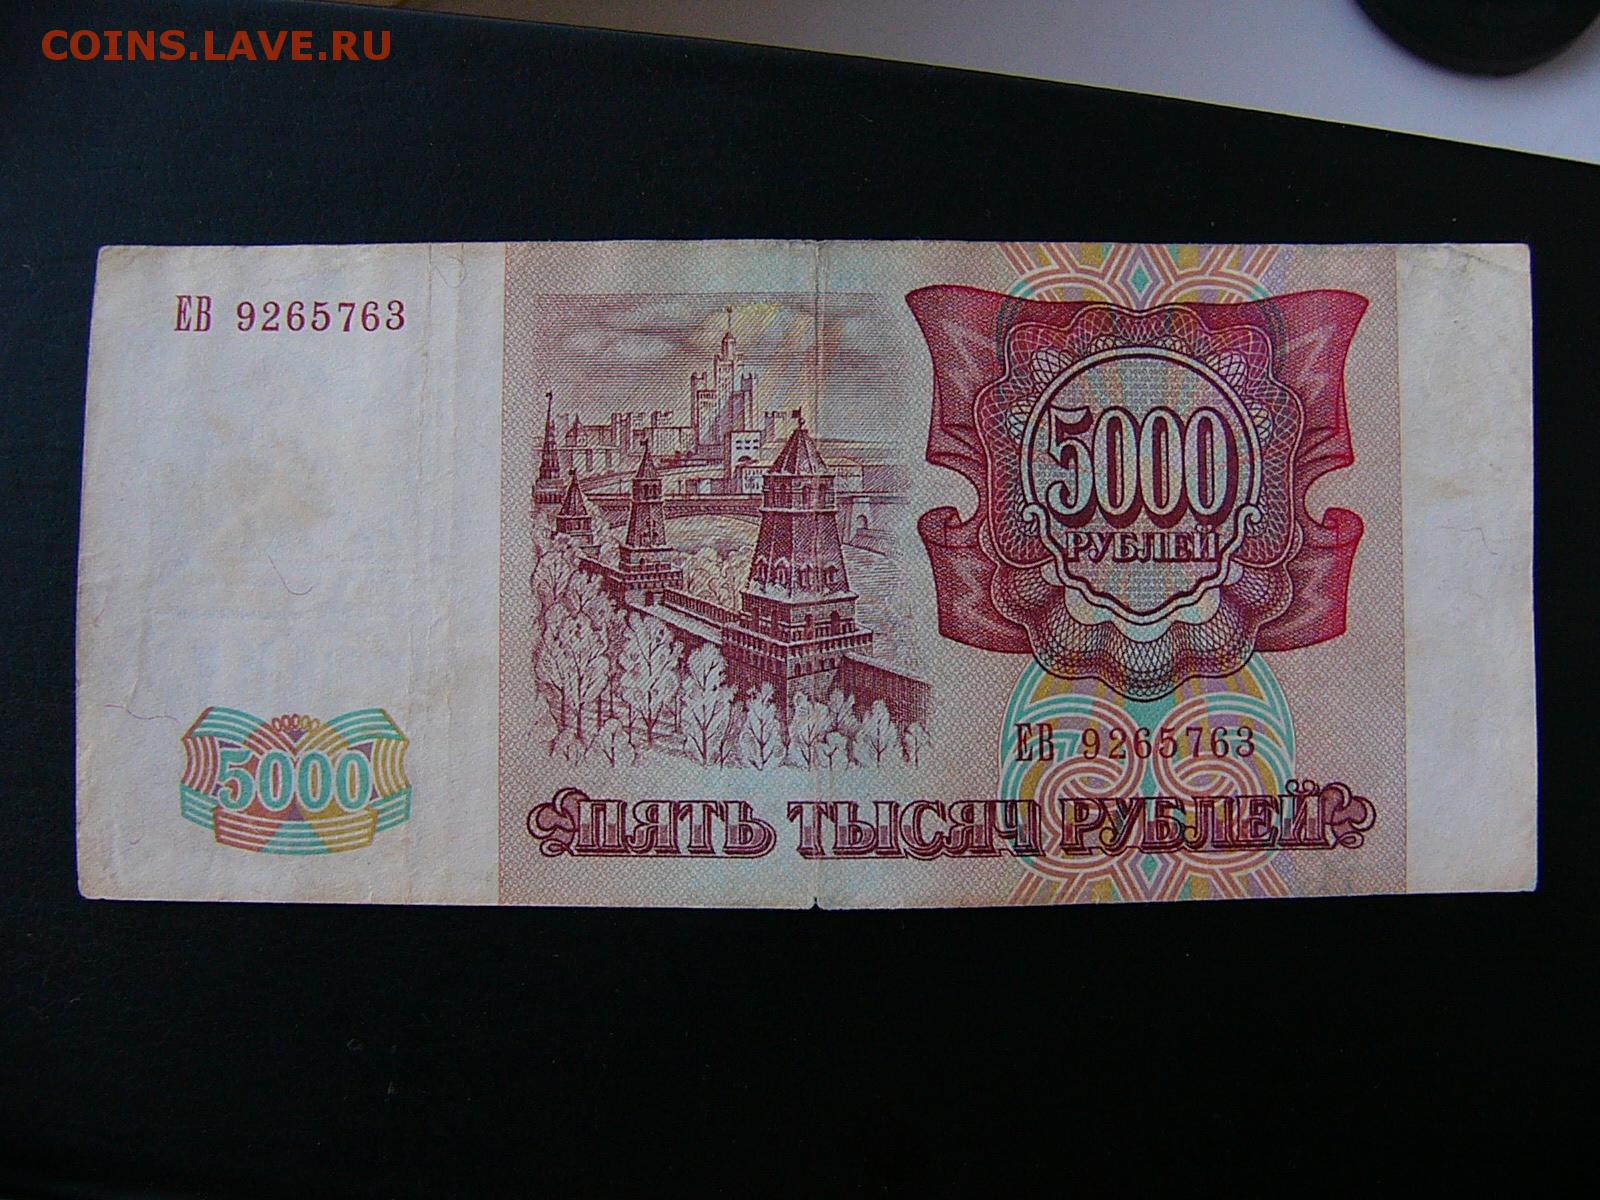 COINS.LAVE.RU
ЕВ 9265763
5000
РУБЛЕЙ
ЕВ 9265763
5000
ПЯТЬ ТЫСЯЧ РУБЛЕЙ